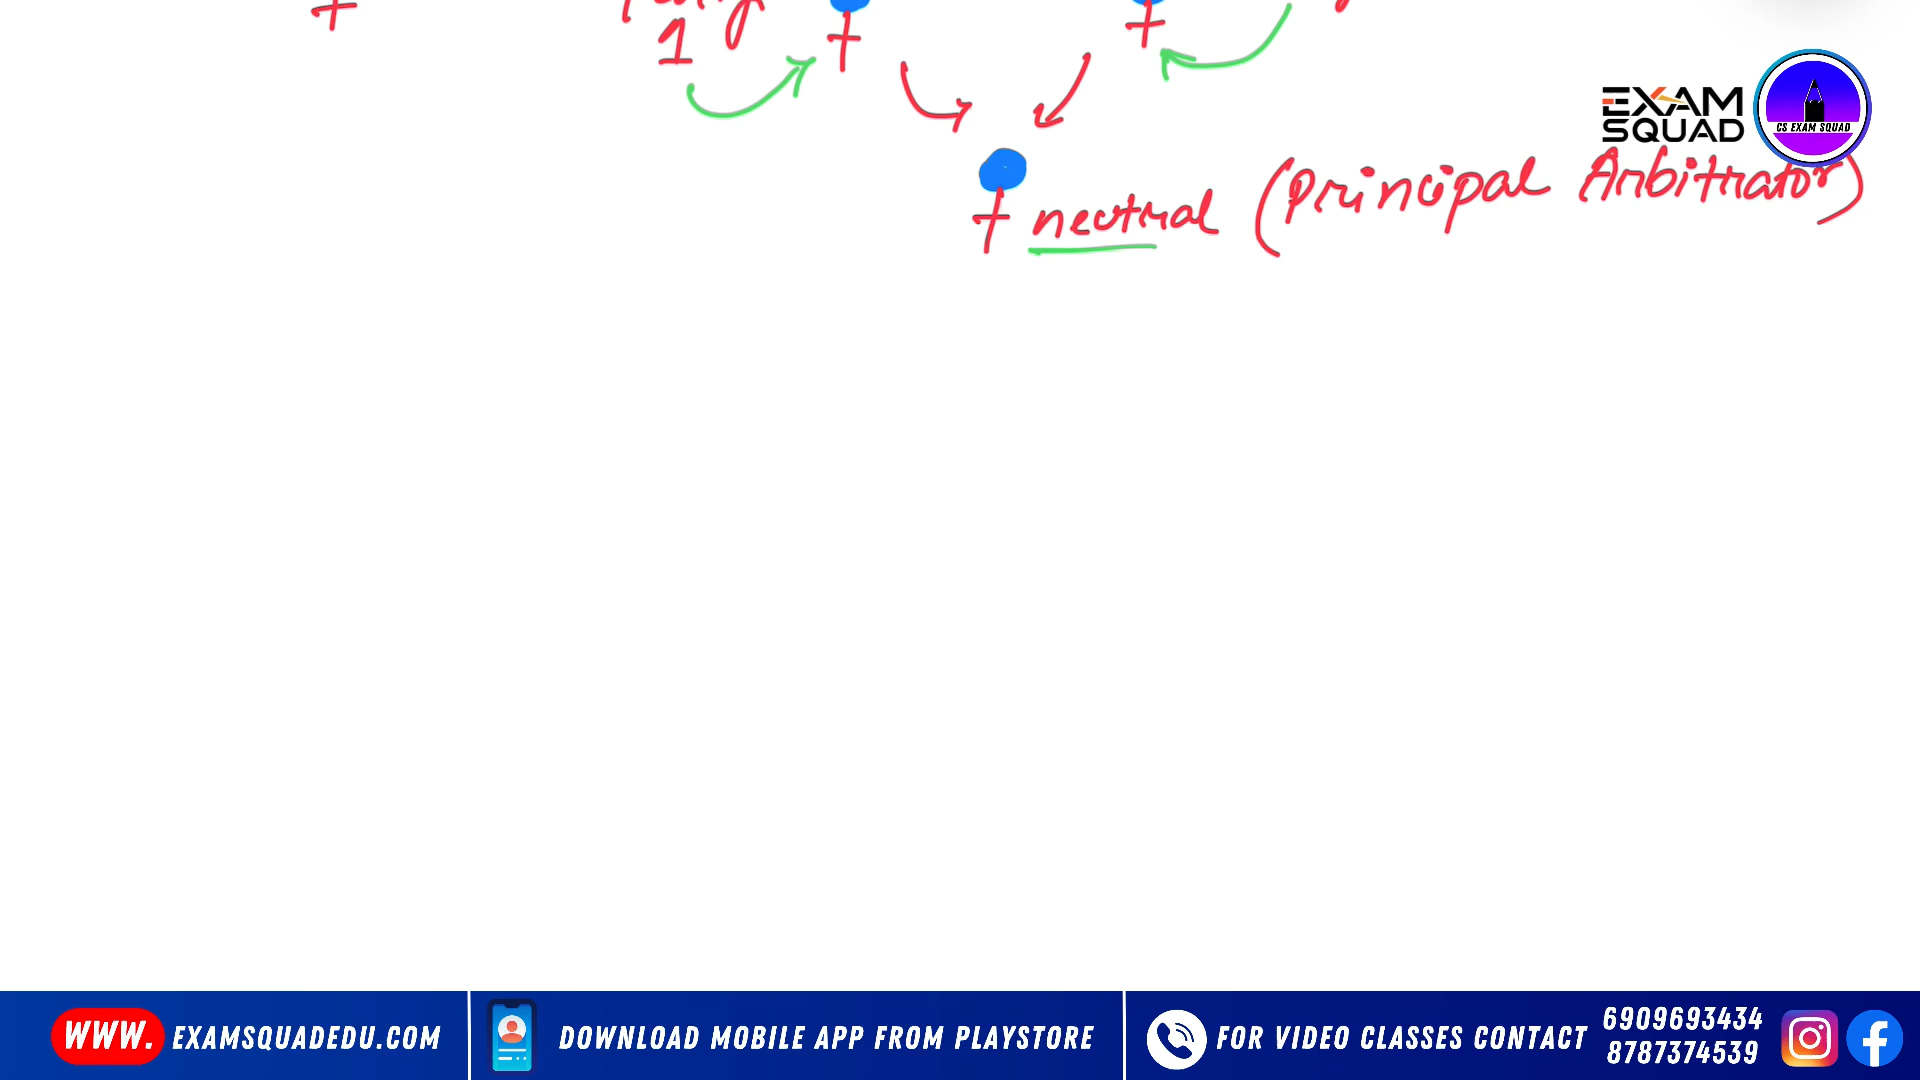 1
EXAM
SQUAD
CS EXAM SQUAD
neutral (Principal Arbitrator)
WWW. EXAMSQUADEDU.COM
DOWNLOAD MOBILE APP FROM PLAYSTORE
FOR VIDEO CLASSES CONTACT
6909693434
8787374539